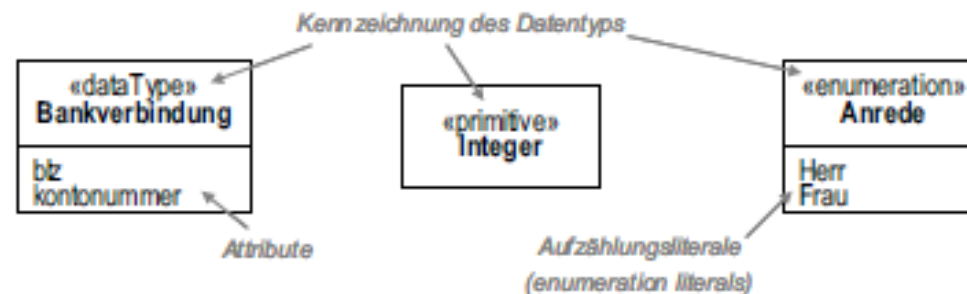 Kennzeichnung des Datentyps
«dataType»
Bankverbindung
blz
kontonummer
«primitive»
Integer
«enumeration»
Anrede
Herr
Frau
Attribute
Aufzählungsliterale
(enumeration literals)